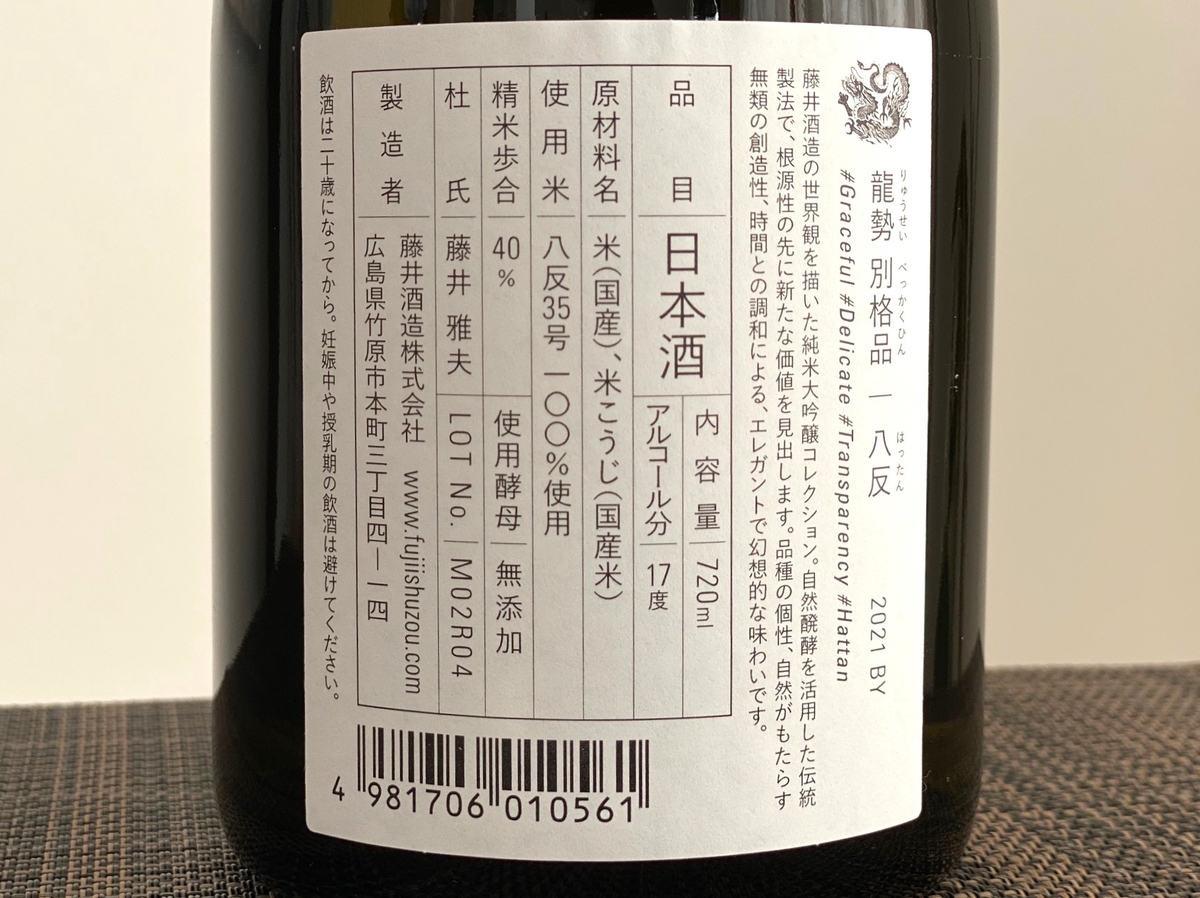 りゅうせい べっかくひん はったん
龍勢 別格品 一 八反 2021 BY
#Graceful #Delicate #Transparency #Hattan
藤井酒造の世界観を描いた純米大吟醸コレクション。自然醗酵を活用した伝統
製法で、根源性の先に新たな価値を見出します。品種の個性、自然がもたらす
無類の創造性、時間との調和による、エレガントで幻想的な味わいです。
品目 日本酒
内容量 720ml
アルコール分 17度
原材料名 米(国産)、米こうじ(国産米)
使用米 八反35号 一〇〇%使用
精米歩合 40%
使用酵母 無添加
杜氏 藤井 雅夫
LOT No. M02R04
製造者 藤井酒造株式会社 www.fujiishuzou.com
広島県竹原市本町三丁目四—一四
飲酒は二十歳になってから。妊娠中や授乳期の飲酒は避けてください。
4 981706 010561